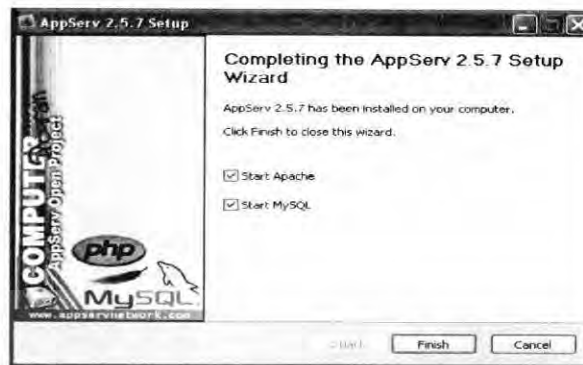 AppServ 2.5.7 Setup
Completing the AppServ 2.5.7 Setup
Wizard
AppServ 2.5.7 has been installed on your computer.
Click Finish to close this wizard.
Start Apache
Start MySQL
COMPUTER
AppServ Open Project
php
MySQL
www.appservnetwork.com
Finish
Cancel